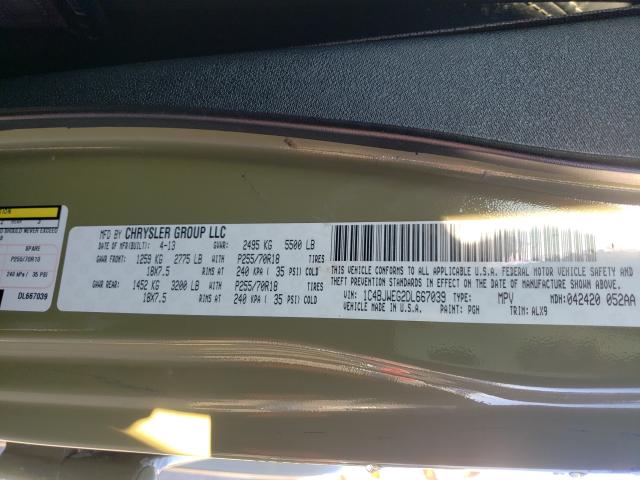 MFD BY CHRYSLER GROUP LLC
DATE OF MFR(BUILT): 4-13 GVWR: 2495 KG 5500 LB
GAWR FRONT: 1259 KG 2775 LB WITH P255/70R18 TIRES
18X7.5 RIMS AT 240 KPA ( 35 PSI) COLD
GAWR REAR: 1452 KG 3200 LB WITH P255/70R18 TIRES
18X7.5 RIMS AT 240 KPA ( 35 PSI) COLD
THIS VEHICLE CONFORMS TO ALL APPLICABLE U.S.A. FEDERAL MOTOR VEHICLE SAFETY AND
THEFT PREVENTION STANDARDS IN EFFECT ON THE DATE OF MANUFACTURE SHOWN ABOVE.
VIN: 1C4BJWEG2DL667039 TYPE: MPV MDH: 042420 052AA
VEHICLE MADE IN U.S.A. PAINT: PGH TRIM: ALX9
SHOULD NEVER EXCEED
SPARE
P255/70R18
240 kPa / 35 PSI
DL667039